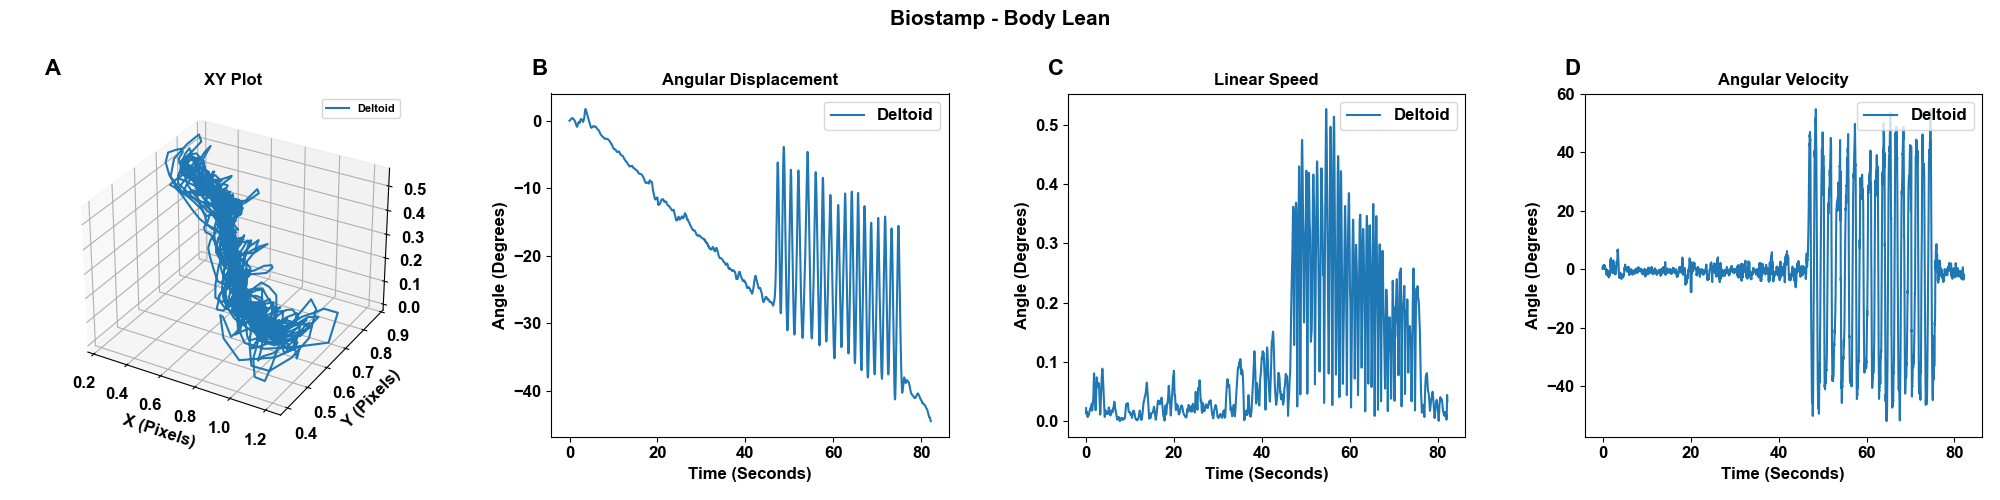 Biostamp - Body Lean
A
XY Plot
Deltoid
0.5
0.4
0.3
0.2
0.1
0.0
0.9
0.8
0.7
0.6
0.5
0.4
Y (Pixels)
0.2
0.4
0.6
0.8
1.0
1.2
X (Pixels)
B
Angular Displacement
Deltoid
0
−10
−20
−30
−40
Angle (Degrees)
0 20 40 60 80
Time (Seconds)
C
Linear Speed
Deltoid
0.5
0.4
0.3
0.2
0.1
0.0
Angle (Degrees)
0 20 40 60 80
Time (Seconds)
D
Angular Velocity
Deltoid
60
40
20
0
−20
−40
Angle (Degrees)
0 20 40 60 80
Time (Seconds)